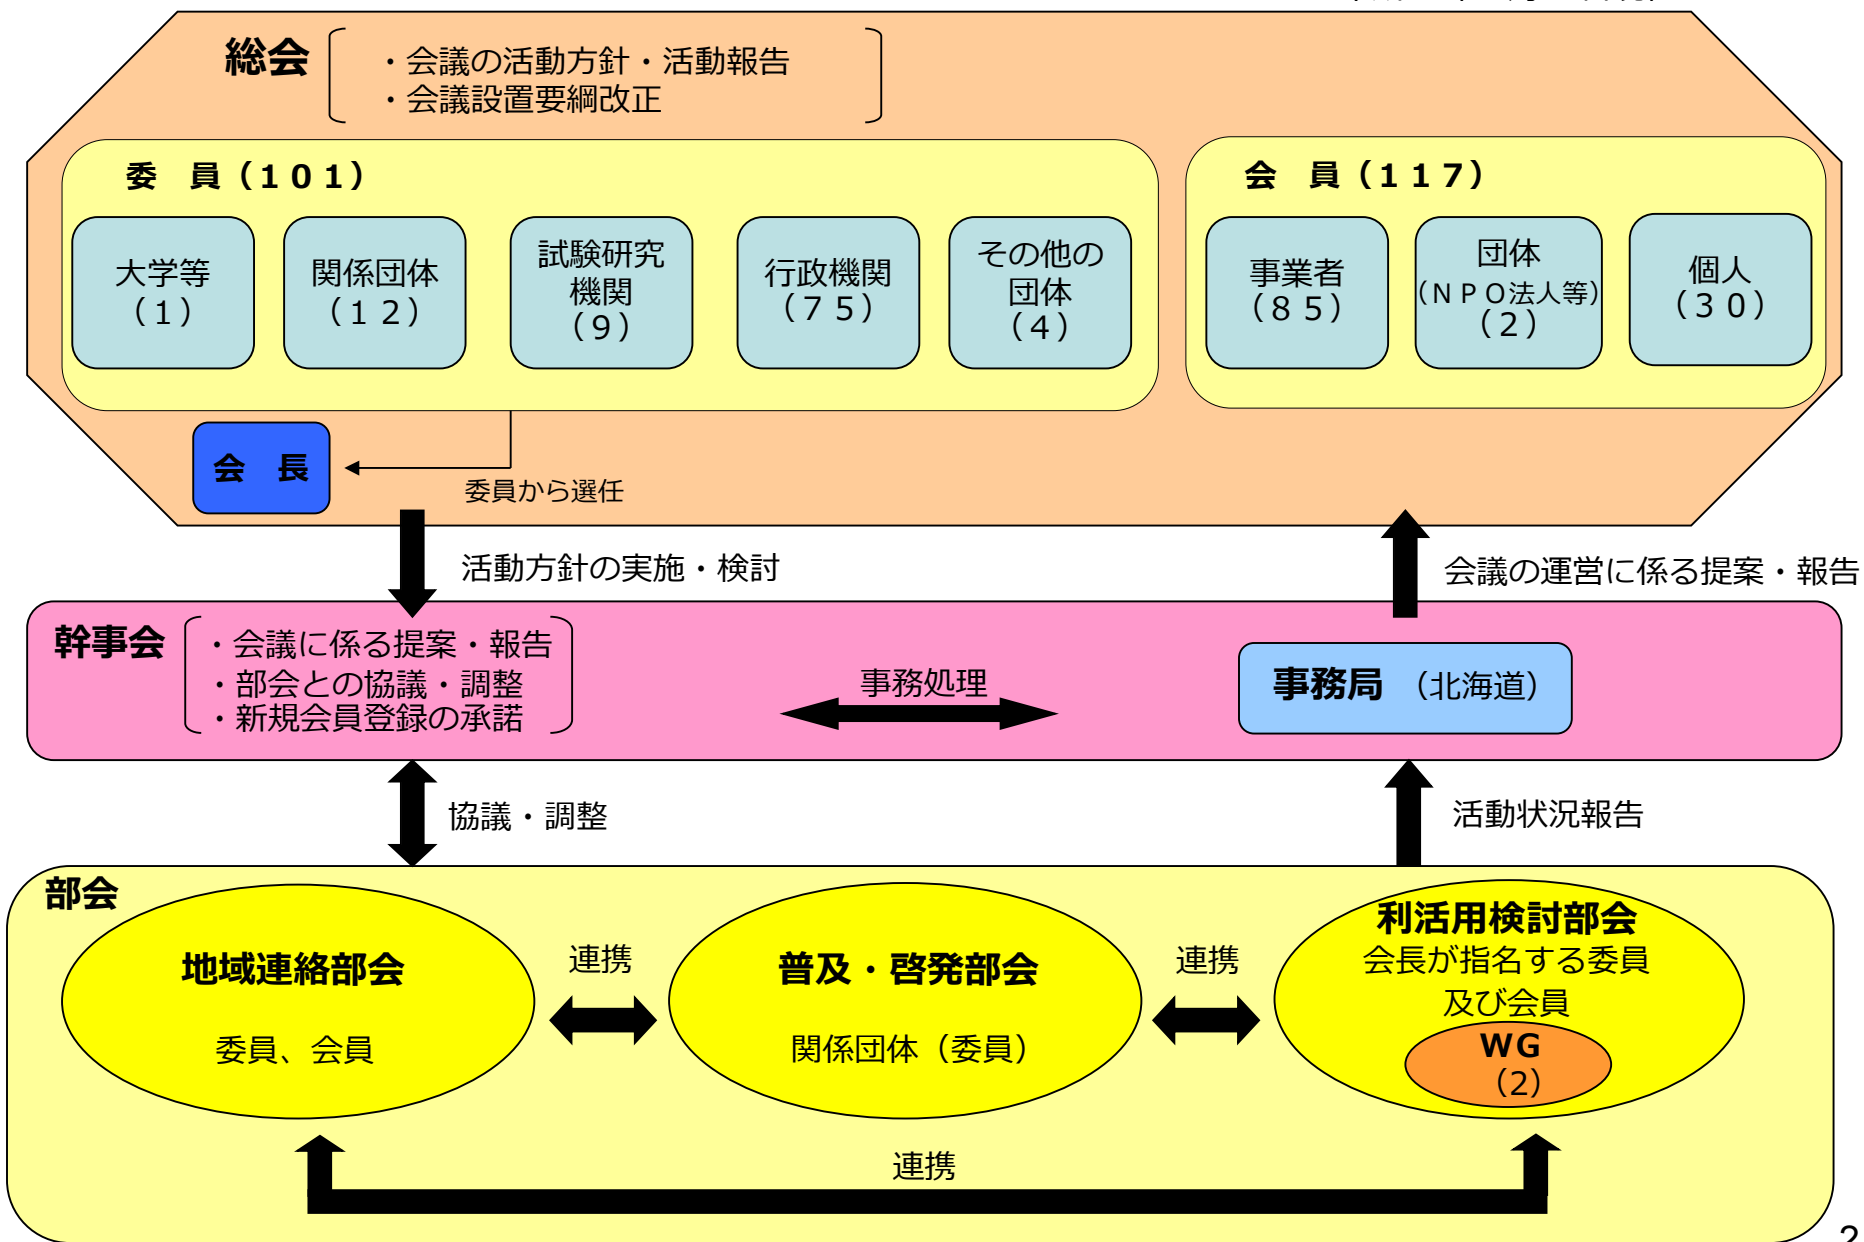 総会
・会議の活動方針・活動報告
・会議設置要綱改正
委　員（１０１）
大学等
（１）
関係団体
（１２）
試験研究
機関
（９）
行政機関
（７５）
その他の
団体
（４）
会　員（１１７）
事業者
（８５）
団体
（ＮＰＯ法人等）
（２）
個人
（３０）
会　長
委員から選任
活動方針の実施・検討
会議の運営に係る提案・報告
幹事会
・会議に係る提案・報告
・部会との協議・調整
・新規会員登録の承諾
事務処理
事務局　（北海道）
協議・調整
活動状況報告
部会
地域連絡部会
委員、会員
連携
普及・啓発部会
関係団体（委員）
連携
利活用検討部会
会長が指名する委員
及び会員
WG
（2）
連携
2